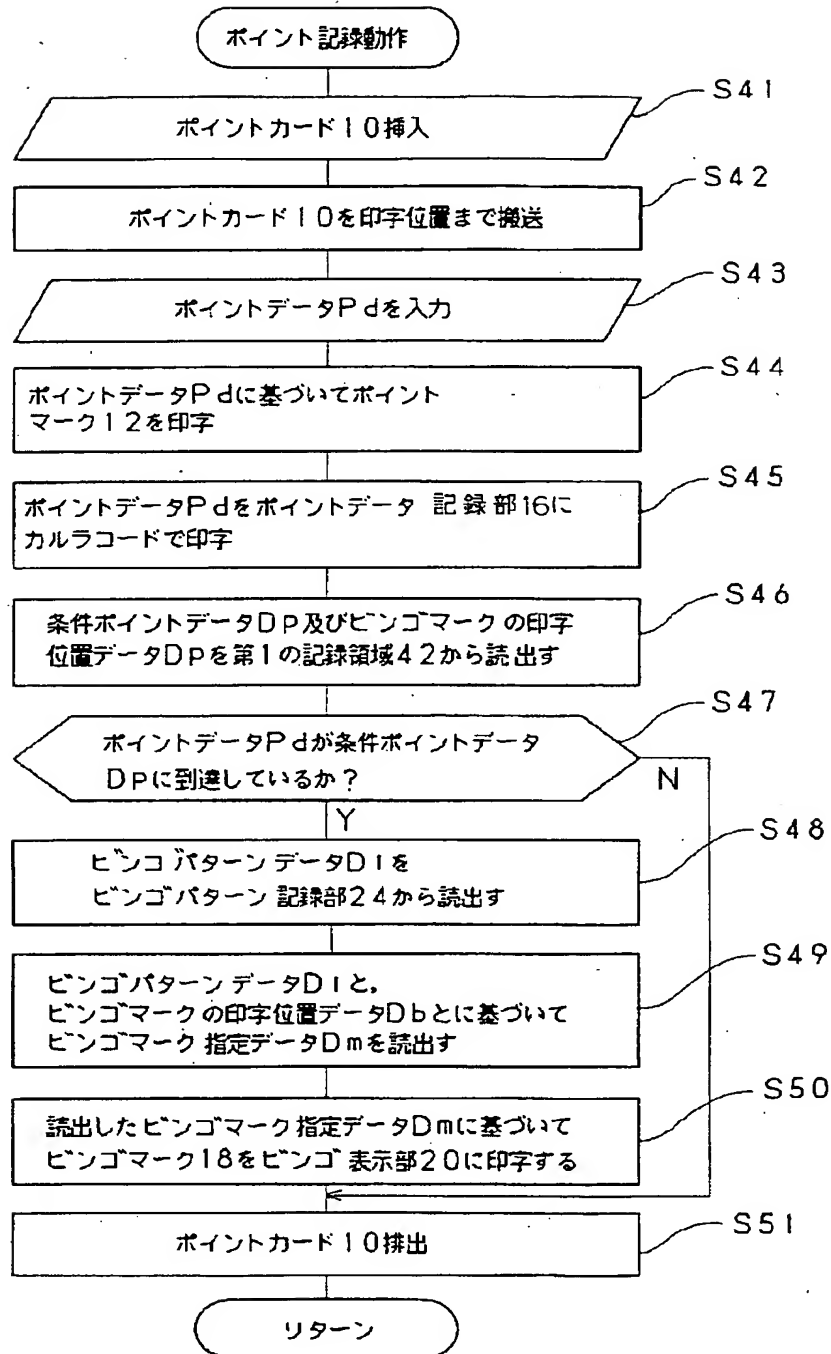 ポイント記録動作
S41
ポイントカード10挿入
S42
ポイントカード10を印字位置まで搬送
S43
ポイントデータPdを入力
S44
ポイントデータPdに基づいてポイント
マーク12を印字
S45
ポイントデータPdをポイントデータ 記録部16に
カルラコードで印字
S46
条件ポイントデータDp及びビンゴマークの印字
位置データDpを第1の記録領域42から読出す
S47
ポイントデータPdが条件ポイントデータ
Dpに到達しているか?
N
Y
S48
ビンゴパターンデータDiを
ビンゴパターン記録部24から読出す
S49
ビンゴパターンデータDiと,
ビンゴマークの印字位置データDbとに基づいて
ビンゴマーク指定データDmを読出す
S50
読出したビンゴマーク指定データDmに基づいて
ビンゴマーク18をビンゴ表示部20に印字する
S51
ポイントカード10排出
リターン